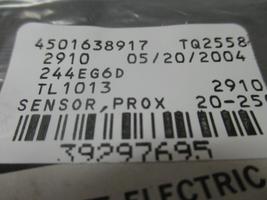 4501638917 TQ2558
2910 05/20/2004
244EG6D
TL1013 2910
SENSOR,PROX 20-25
39297695
ELECTRIC